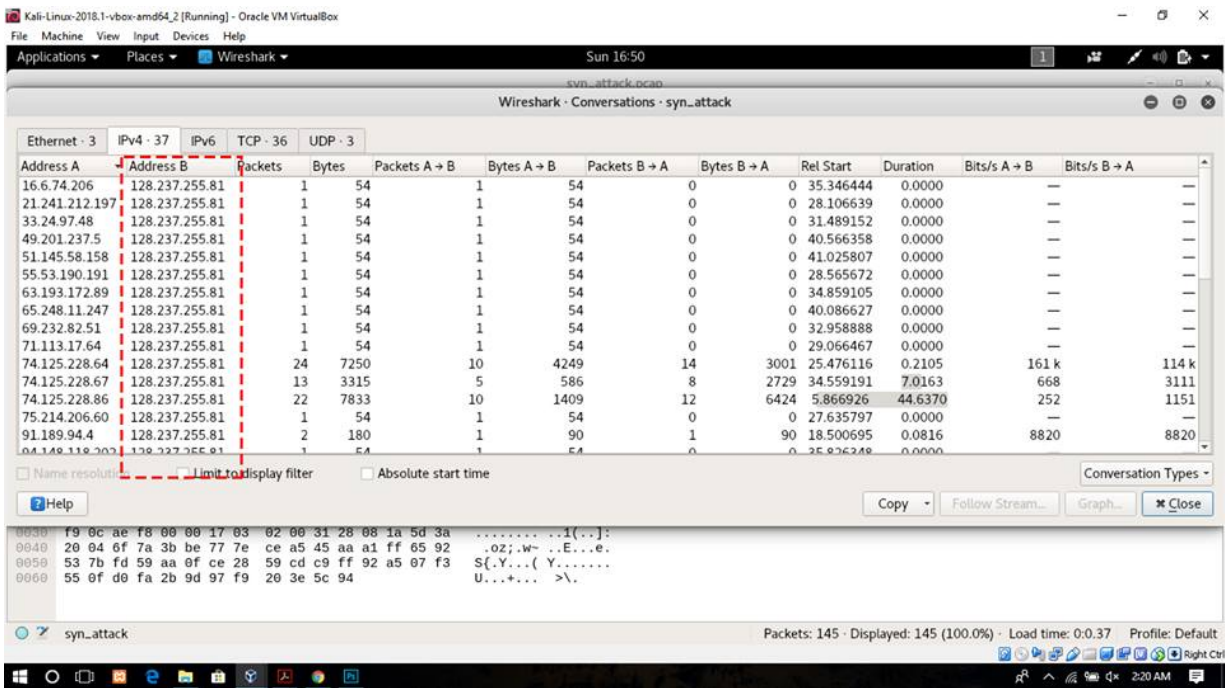 Kali-Linux-2018.1-vbox-amd64_2 [Running] - Oracle VM VirtualBox
File Machine View Input Devices Help
Applications Places Wireshark Sun 16:50 1
syn_attack.pcap
Wireshark · Conversations · syn_attack
Ethernet · 3 IPv4 · 37 IPv6 TCP · 36 UDP · 3
Address A Address B Packets Bytes Packets A → B Bytes A → B Packets B → A Bytes B → A Rel Start Duration Bits/s A → B Bits/s B → A
16.6.74.206 128.237.255.81 1 54 1 54 0 0 35.346444 0.0000 — —
21.241.212.197 128.237.255.81 1 54 1 54 0 0 28.106639 0.0000 — —
33.24.97.48 128.237.255.81 1 54 1 54 0 0 31.489152 0.0000 — —
49.201.237.5 128.237.255.81 1 54 1 54 0 0 40.566358 0.0000 — —
51.145.58.158 128.237.255.81 1 54 1 54 0 0 41.025807 0.0000 — —
55.53.190.191 128.237.255.81 1 54 1 54 0 0 28.565672 0.0000 — —
63.193.172.89 128.237.255.81 1 54 1 54 0 0 34.859105 0.0000 — —
65.248.11.247 128.237.255.81 1 54 1 54 0 0 40.086627 0.0000 — —
69.232.82.51 128.237.255.81 1 54 1 54 0 0 32.958888 0.0000 — —
71.113.17.64 128.237.255.81 1 54 1 54 0 0 29.066467 0.0000 — —
74.125.228.64 128.237.255.81 24 7250 10 4249 14 3001 25.476116 0.2105 161 k 114 k
74.125.228.67 128.237.255.81 13 3315 5 586 8 2729 34.559191 7.0163 668 3111
74.125.228.86 128.237.255.81 22 7833 10 1409 12 6424 5.866926 44.6370 252 1151
75.214.206.60 128.237.255.81 1 54 1 54 0 0 27.635797 0.0000 — —
91.189.94.4 128.237.255.81 2 180 1 90 1 90 18.500695 0.0816 8820 8820
94.148.118.202 128.237.255.81 1 54 1 54 0 0 35.826348 0.0000
Name resolution Limit to display filter Absolute start time Conversation Types
Help Copy Follow Stream... Graph... Close
0030 f9 0c ae f8 00 00 17 03 02 00 31 28 08 1a 5d 3a ........ ..1(..]:
0040 20 04 6f 7a 3b be 77 7e ce a5 45 aa a1 ff 65 92 .oz;.w~ ..E...e.
0050 53 7b fd 59 aa 0f ce 28 59 cd c9 ff 92 a5 07 f3 S{.Y...( Y.......
0060 55 0f d0 fa 2b 9d 97 f9 20 3e 5c 94 U...+... >\.
syn_attack Packets: 145 · Displayed: 145 (100.0%) · Load time: 0:0.37 Profile: Default
Right Ctrl
2:20 AM